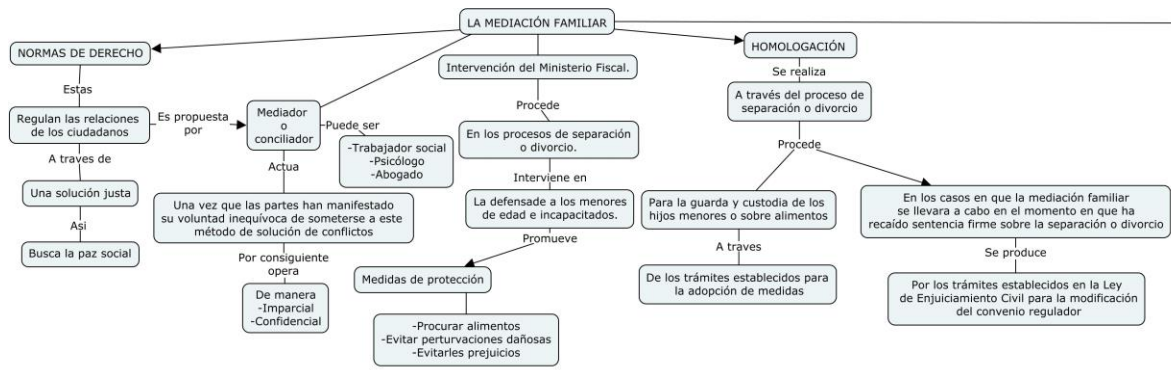 LA MEDIACIÓN FAMILIAR
NORMAS DE DERECHO
Estas
Regulan las relaciones
de los ciudadanos
A traves de
Una solución justa
Asi
Busca la paz social
Es propuesta
por
Mediador
o
conciliador
Puede ser
-Trabajador social
-Psicólogo
-Abogado
Actua
Una vez que las partes han manifestado
su voluntad inequívoca de someterse a este
método de solución de conflictos
Por consiguiente
opera
De manera
-Imparcial
-Confidencial
Intervención del Ministerio Fiscal.
Procede
En los procesos de separación
o divorcio.
Interviene en
La defensade a los menores
de edad e incapacitados.
Promueve
Medidas de protección
-Procurar alimentos
-Evitar perturvaciones dañosas
-Evitarles prejuicios
HOMOLOGACIÓN
Se realiza
A través del proceso de
separación o divorcio
Procede
Para la guarda y custodia de los
hijos menores o sobre alimentos
A traves
De los trámites establecidos para
la adopción de medidas
En los casos en que la mediación familiar
se llevara a cabo en el momento en que ha
recaído sentencia firme sobre la separación o divorcio
Se produce
Por los trámites establecidos en la Ley
de Enjuiciamiento Civil para la modificación
del convenio regulador